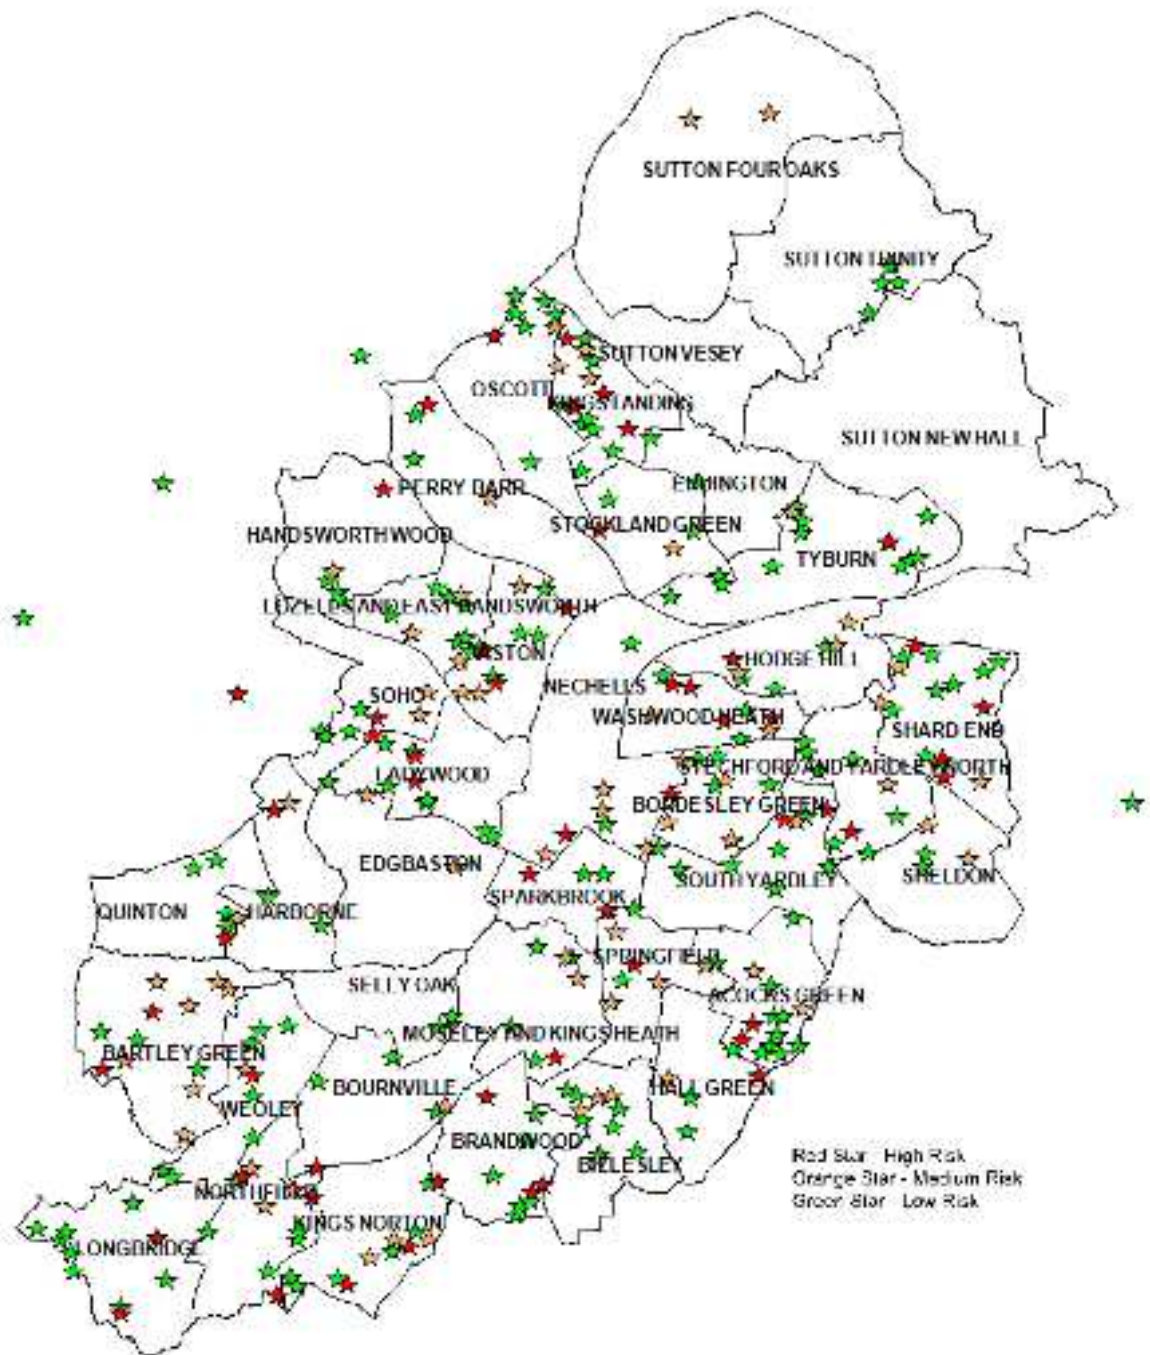 SUTTON FOUR OAKS
SUTTON TRINITY
SUTTON VESEY
OSCOTT
KINGSTANDING
SUTTON NEW HALL
ERDINGTON
PERRY BARR
STOCKLAND GREEN
HANDSWORTH WOOD
TYBURN
LOZELLS AND EAST HANDSWORTH
ASTON
HODGE HILL
NECHELLS
SOHO
WASHWOOD HEATH
SHARD END
STECHFORD AND YARDLEY NORTH
LADYWOOD
BORDESLEY GREEN
EDGBASTON
SOUTH YARDLEY
SHELDON
SPARKBROOK
QUINTON
HARBORNE
SPRINGFIELD
SELLY OAK
ACOCKS GREEN
MOSELEY AND KINGS HEATH
BARTLEY GREEN
BOURNVILLE
HALL GREEN
WEOLEY
BRANDWOOD
BILLESLEY
Red Star - High Risk
Orange Star - Medium Risk
Green Star - Low Risk
NORTHFIELD
KINGS NORTON
LONGBRIDGE